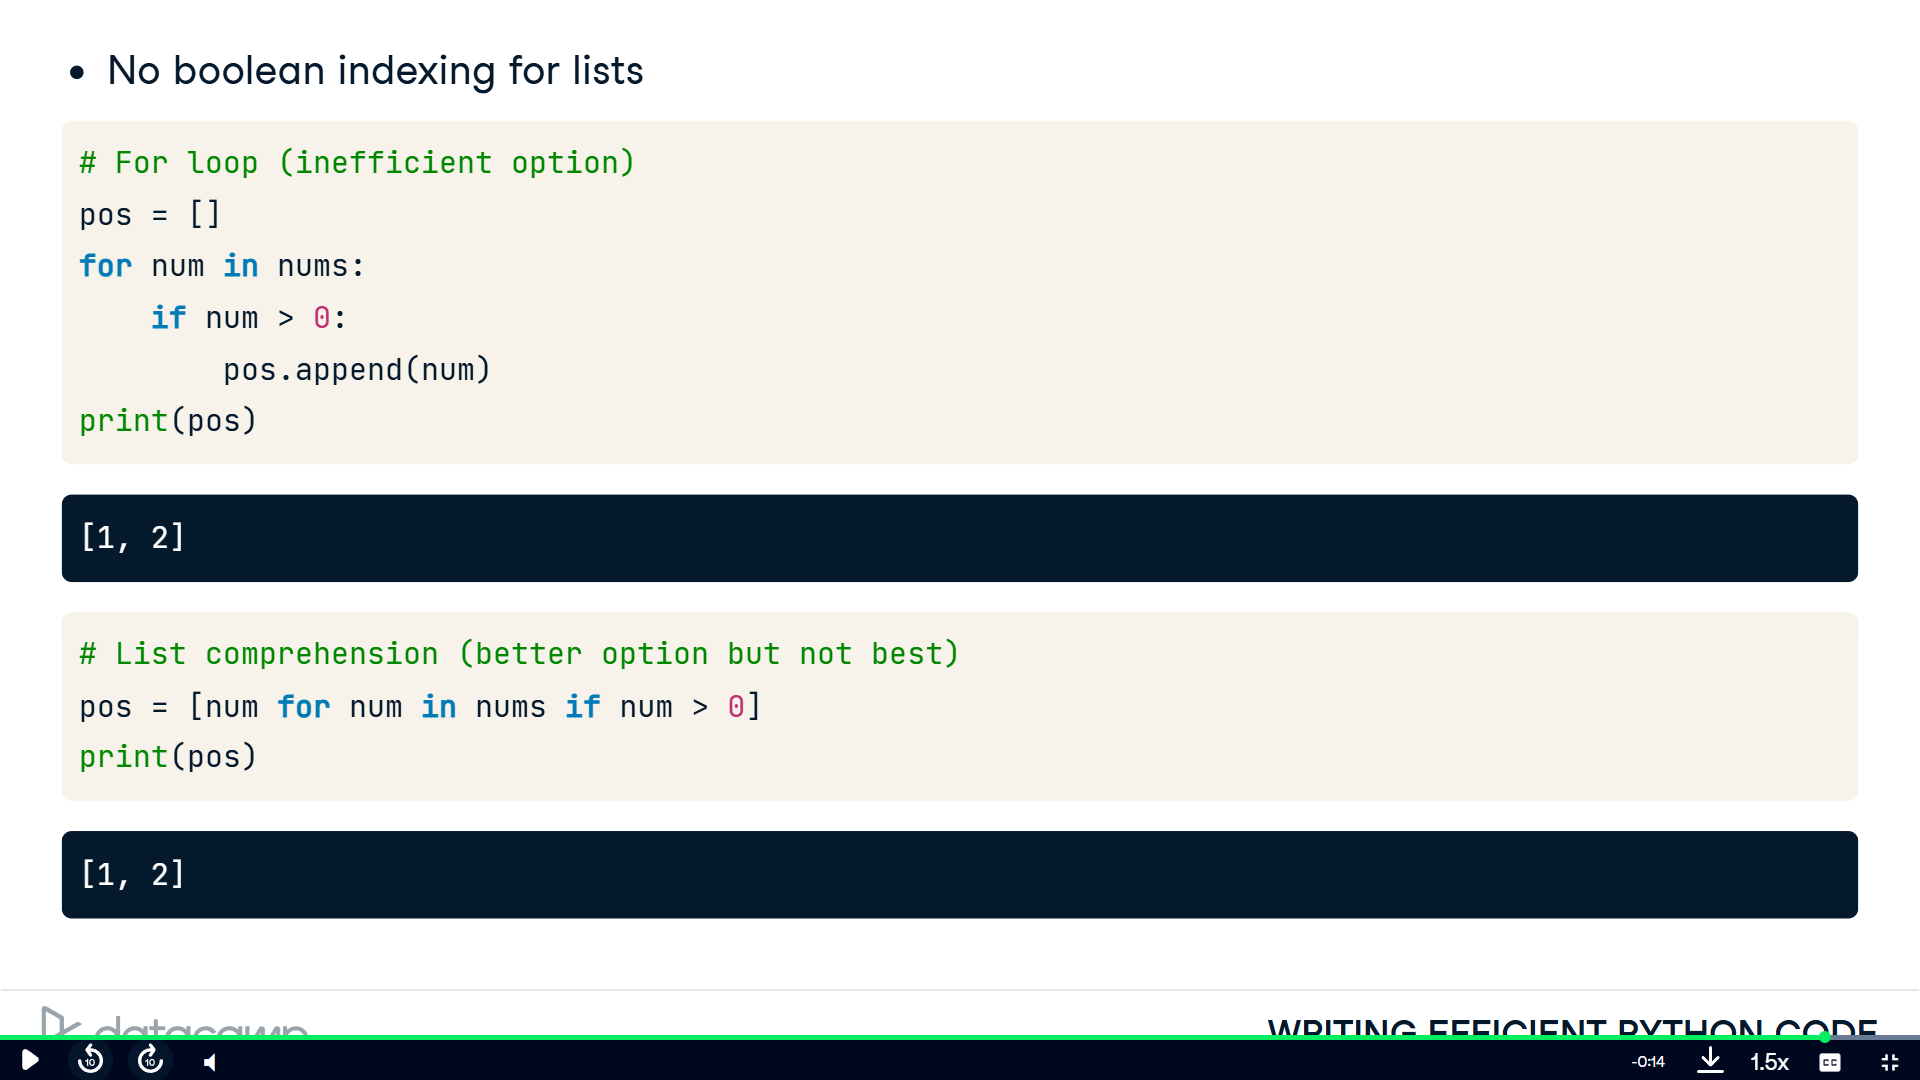 • No boolean indexing for lists
# For loop (inefficient option)
pos = []
for num in nums:
    if num > 0:
        pos.append(num)
print(pos)
[1, 2]
# List comprehension (better option but not best)
pos = [num for num in nums if num > 0]
print(pos)
[1, 2]
datacamp
WRITING EFFICIENT PYTHON CODE
10
10
-0:14
1.5x
CC